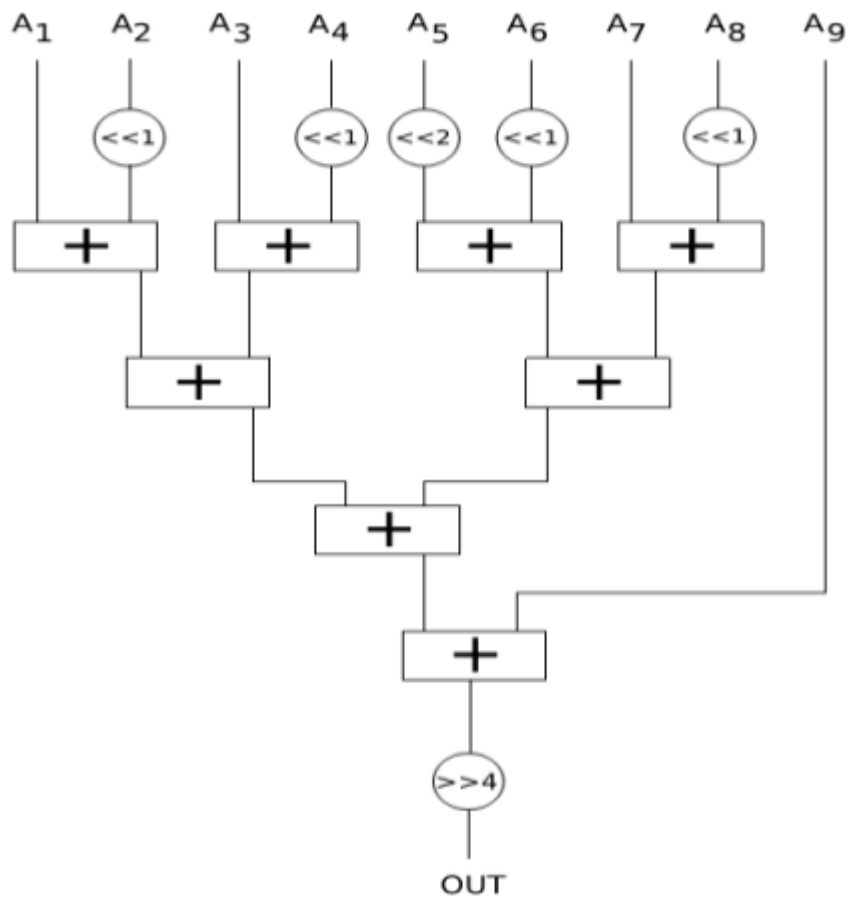 A1 A2 A3 A4 A5 A6 A7 A8 A9
<<1 <<1 <<2 <<1 <<1
+ + + +
+ +
+
+
>>4
OUT